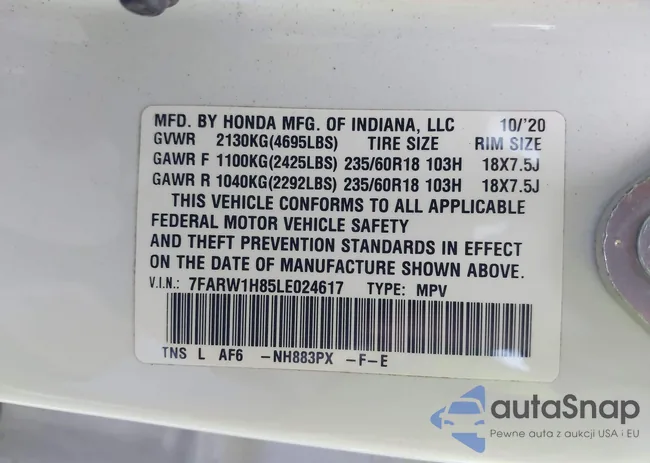 MFD. BY HONDA MFG. OF INDIANA, LLC 10/'20
GVWR 2130KG(4695LBS) TIRE SIZE RIM SIZE
GAWR F 1100KG(2425LBS) 235/60R18 103H 18X7.5J
GAWR R 1040KG(2292LBS) 235/60R18 103H 18X7.5J
THIS VEHICLE CONFORMS TO ALL APPLICABLE
FEDERAL MOTOR VEHICLE SAFETY
AND THEFT PREVENTION STANDARDS IN EFFECT
ON THE DATE OF MANUFACTURE SHOWN ABOVE.
V.I.N.: 7FARW1H85LE024617 TYPE: MPV
TNS L AF6 -NH883PX -F-E
autaSnap
Pewne auta z aukcji USA i EU